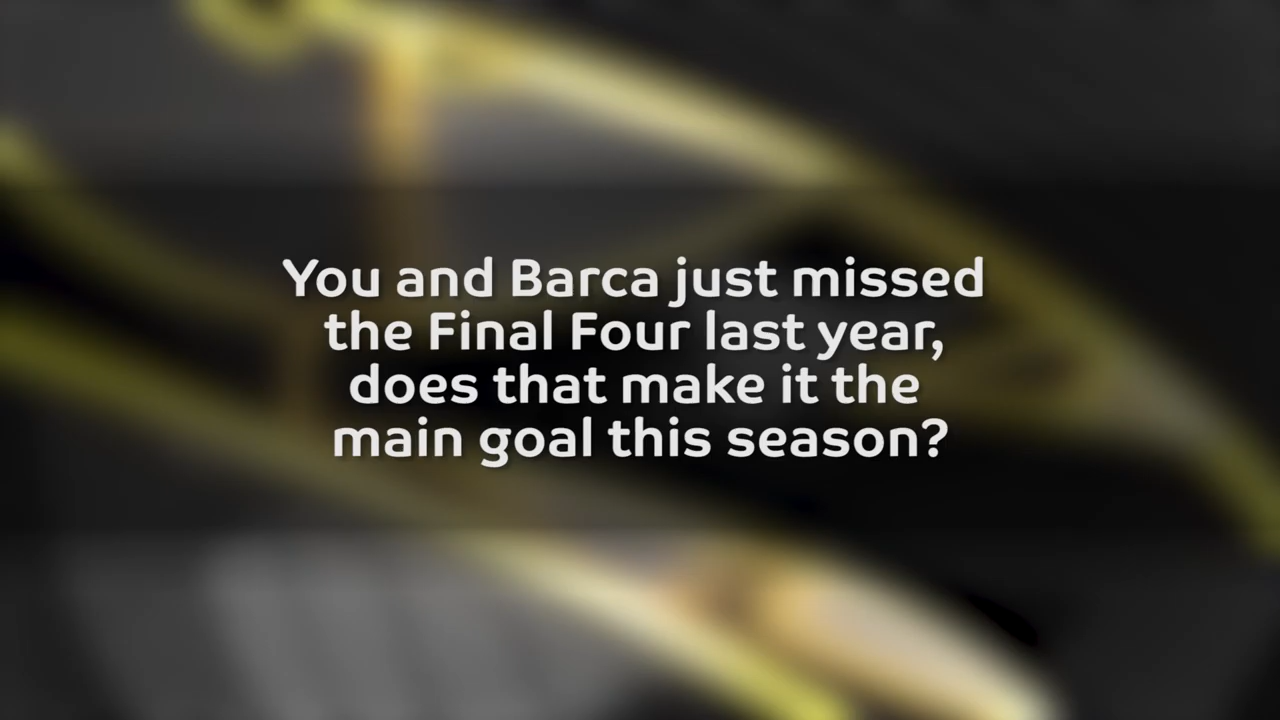 You and Barca just missed
the Final Four last year,
does that make it the
main goal this season?